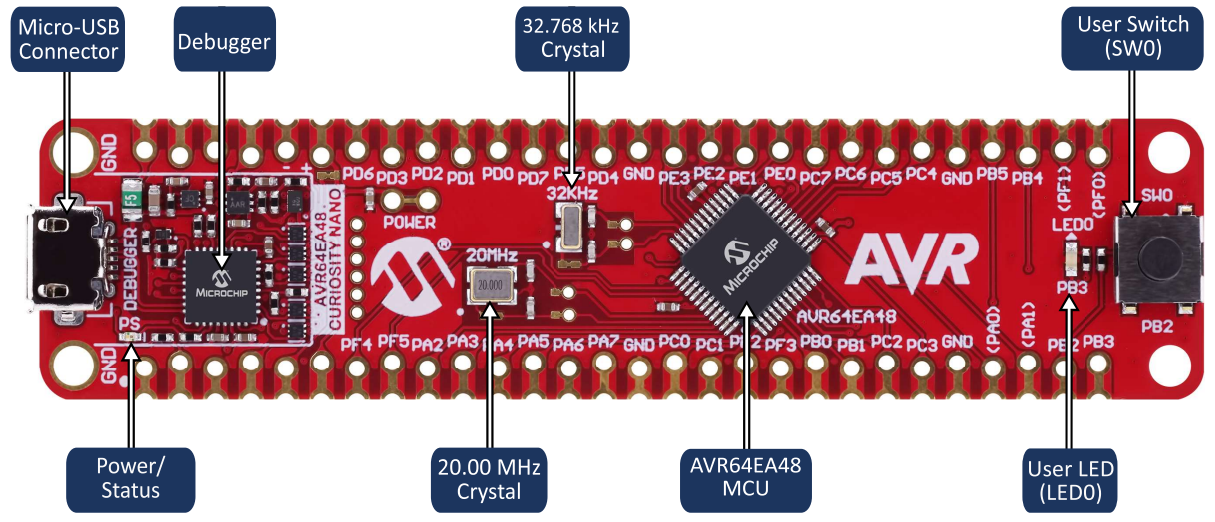 Micro-USB
Connector
Debugger
32.768 kHz
Crystal
User Switch
(SW0)
GND
PD6 PD3 PD2 PD1 PD0 PD7 PD4 GND PE3 PE2 PE1 PE0 PC7 PC6 PC5 PC4 GND PB5 PB4 (PF1) (PF0)
- +
F5
POWER
32KHz
SW0
LED0
DEBUGGER
MICROCHIP
AVR64EA48
CURIOSITY NANO
®
20MHz
20.000
MICROCHIP
AVR
PB3
PS
AVR64EA48
PB2
GND
PF4 PF5 PA2 PA3 PA4 PA5 PA6 PA7 GND PC0 PC1 PF3 PB0 PB1 PC2 PC3 GND (PA0) (PA1) PB2 PB3
Power/
Status
20.00 MHz
Crystal
AVR64EA48
MCU
User LED
(LED0)